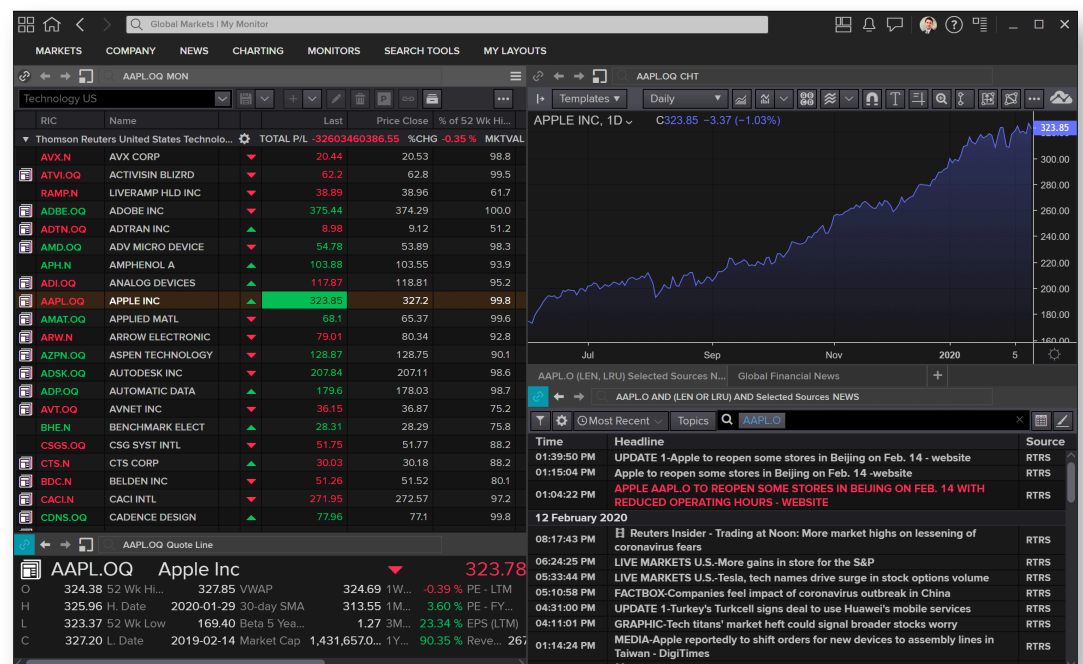 Global Markets | My Monitor
MARKETS COMPANY NEWS CHARTING MONITORS SEARCH TOOLS MY LAYOUTS
AAPL.OQ MON
Technology US
RIC Name Last Price Close % of 52 Wk Hi...
Thomson Reuters United States Technolo... TOTAL P/L -32603460386.55 %CHG -0.35 % MKTVAL
AVX.N AVX CORP 20.44 20.53 98.8
ATVI.OQ ACTIVISIN BLIZRD 62.2 62.8 99.5
RAMP.N LIVERAMP HLD INC 38.89 38.96 61.7
ADBE.OQ ADOBE INC 375.44 374.29 100.0
ADTN.OQ ADTRAN INC 8.98 9.12 51.2
AMD.OQ ADV MICRO DEVICE 54.78 53.89 98.3
APH.N AMPHENOL A 103.88 103.55 93.9
ADI.OQ ANALOG DEVICES 117.87 118.81 95.2
AAPL.OQ APPLE INC 323.85 327.2 99.8
AMAT.OQ APPLIED MATL 68.1 65.37 99.6
ARW.N ARROW ELECTRONIC 79.01 80.34 92.8
AZPN.OQ ASPEN TECHNOLOGY 128.87 128.75 90.1
ADSK.OQ AUTODESK INC 207.84 207.11 98.6
ADP.OQ AUTOMATIC DATA 179.6 178.03 98.7
AVT.OQ AVNET INC 36.15 36.87 75.2
BHE.N BENCHMARK ELECT 28.31 28.29 75.8
CSGS.OQ CSG SYST INTL 51.75 51.77 88.2
CTS.N CTS CORP 30.03 30.18 88.2
BDC.N BELDEN INC 51.26 51.52 80.1
CACI.N CACI INTL 271.95 272.57 97.2
CDNS.OQ CADENCE DESIGN 77.96 77.1 99.8
AAPL.OQ Quote Line
AAPL.OQ Apple Inc 323.78
O 324.38 52 Wk Hi... 327.85 VWAP 324.69 1W... -0.39 % PE - LTM
H 325.96 H. Date 2020-01-29 30-day SMA 313.55 1M... 3.60 % PE - FY...
L 323.37 52 Wk Low 169.40 Beta 5 Yea... 1.27 3M... 23.34 % EPS (LTM)
C 327.20 L. Date 2019-02-14 Market Cap 1,431,657.0... 1Y... 90.35 % Reve... 267
AAPL.OQ CHT
Templates Daily
APPLE INC, 1D C323.85 -3.37 (-1.03%)
323.85
300.00
280.00
260.00
240.00
220.00
200.00
180.00
160.00
Jul Sep Nov 2020 5
AAPL.O (LEN, LRU) Selected Sources N... Global Financial News
AAPL.O AND (LEN OR LRU) AND Selected Sources NEWS
Most Recent Topics AAPL.O
Time Headline Source
01:39:50 PM UPDATE 1-Apple to reopen some stores in Beijing on Feb. 14 - website RTRS
01:15:04 PM Apple to reopen some stores in Beijing on Feb. 14 -website RTRS
01:04:22 PM APPLE AAPL.O TO REOPEN SOME STORES IN BEIJING ON FEB. 14 WITH
REDUCED OPERATING HOURS - WEBSITE RTRS
12 February 2020
08:17:43 PM Reuters Insider - Trading at Noon: More market highs on lessening of
coronavirus fears RTRS
06:24:25 PM LIVE MARKETS U.S.-More gains in store for the S&P RTRS
05:33:44 PM LIVE MARKETS U.S.-Tesla, tech names drive surge in stock options volume RTRS
05:10:58 PM FACTBOX-Companies feel impact of coronavirus outbreak in China RTRS
04:31:00 PM UPDATE 1-Turkey's Turkcell signs deal to use Huawei's mobile services RTRS
04:11:01 PM GRAPHIC-Tech titans' market heft could signal broader stocks worry RTRS
01:14:24 PM MEDIA-Apple reportedly to shift orders for new devices to assembly lines in
Taiwan - DigiTimes RTRS